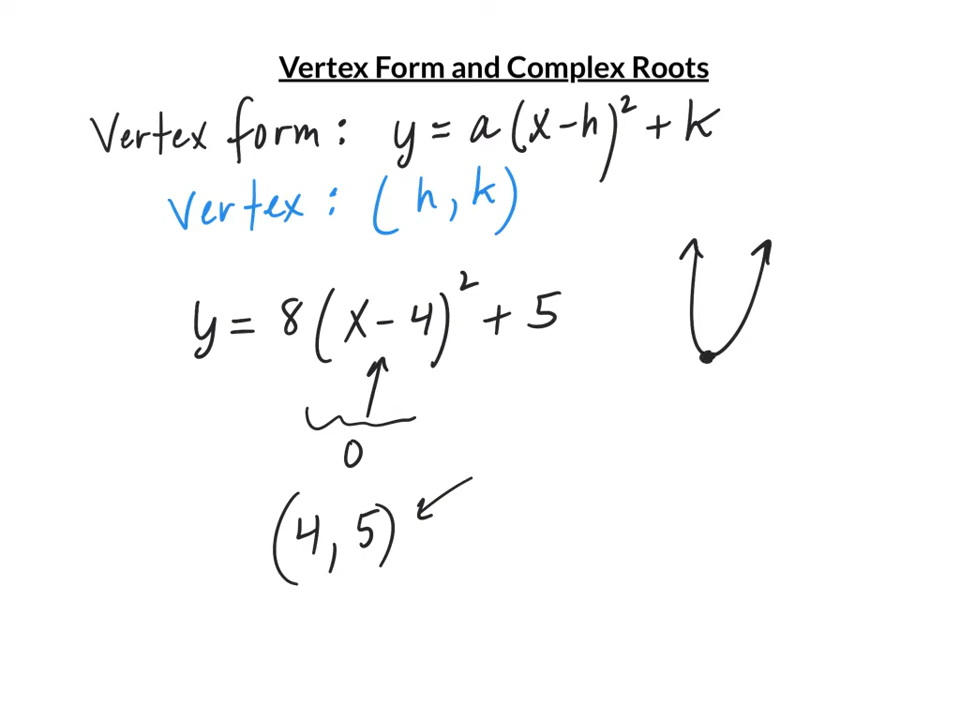 Vertex Form and Complex Roots
Vertex form: y = a(x-h)² + k
Vertex: (h, k)
y = 8(x-4)² + 5
0
(4, 5)